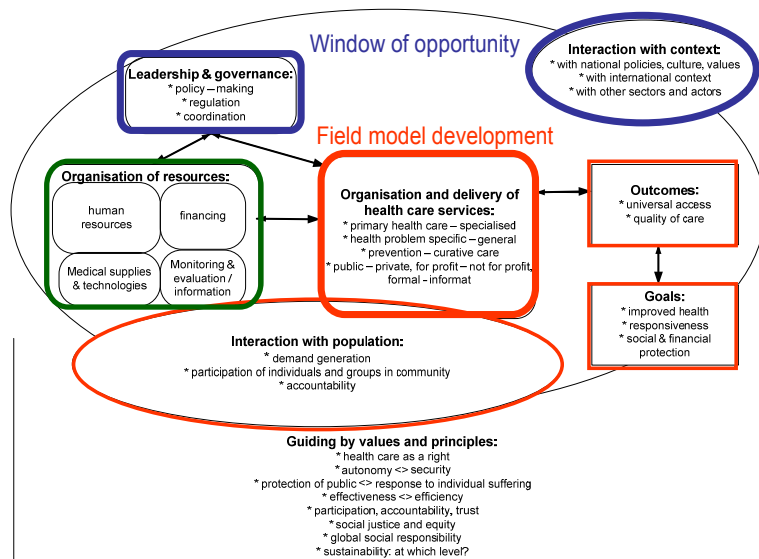 Window of opportunity
Interaction with context:
* with national policies, culture, values
* with international context
* with other sectors and actors
Leadership & governance:
* policy – making
* regulation
* coordination
Field model development
Organisation of resources:
human
resources
financing
Medical supplies
& technologies
Monitoring &
evaluation /
information
Organisation and delivery of
health care services:
* primary health care – specialised
* health problem specific – general
* prevention – curative care
* public – private, for profit – not for profit,
formal - informat
Outcomes:
* universal access
* quality of care
Goals:
* improved health
* responsiveness
* social & financial
protection
Interaction with population:
* demand generation
* participation of individuals and groups in community
* accountability
Guiding by values and principles:
* health care as a right
* autonomy <> security
* protection of public <> response to individual suffering
* effectiveness <> efficiency
* participation, accountability, trust
* social justice and equity
* global social responsibility
* sustainability: at which level?